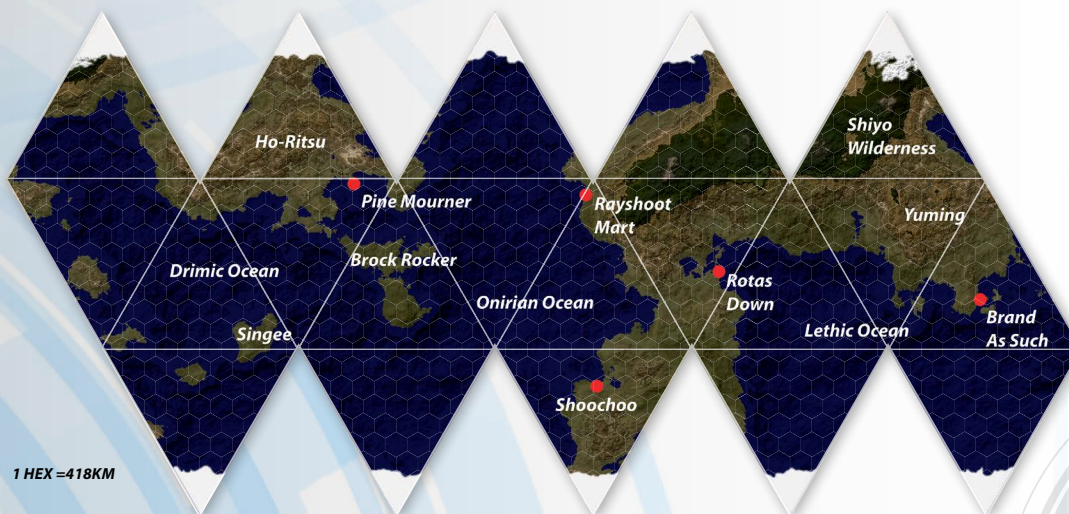 Ho-Ritsu
Shiyo
Wilderness
Pine Mourner
Rayshoot
Mart
Yuming
Brock Rocker
Drimic Ocean
Rotas
Down
Onirian Ocean
Brand
As Such
Lethic Ocean
Singee
Shoochoo
1 HEX =418KM